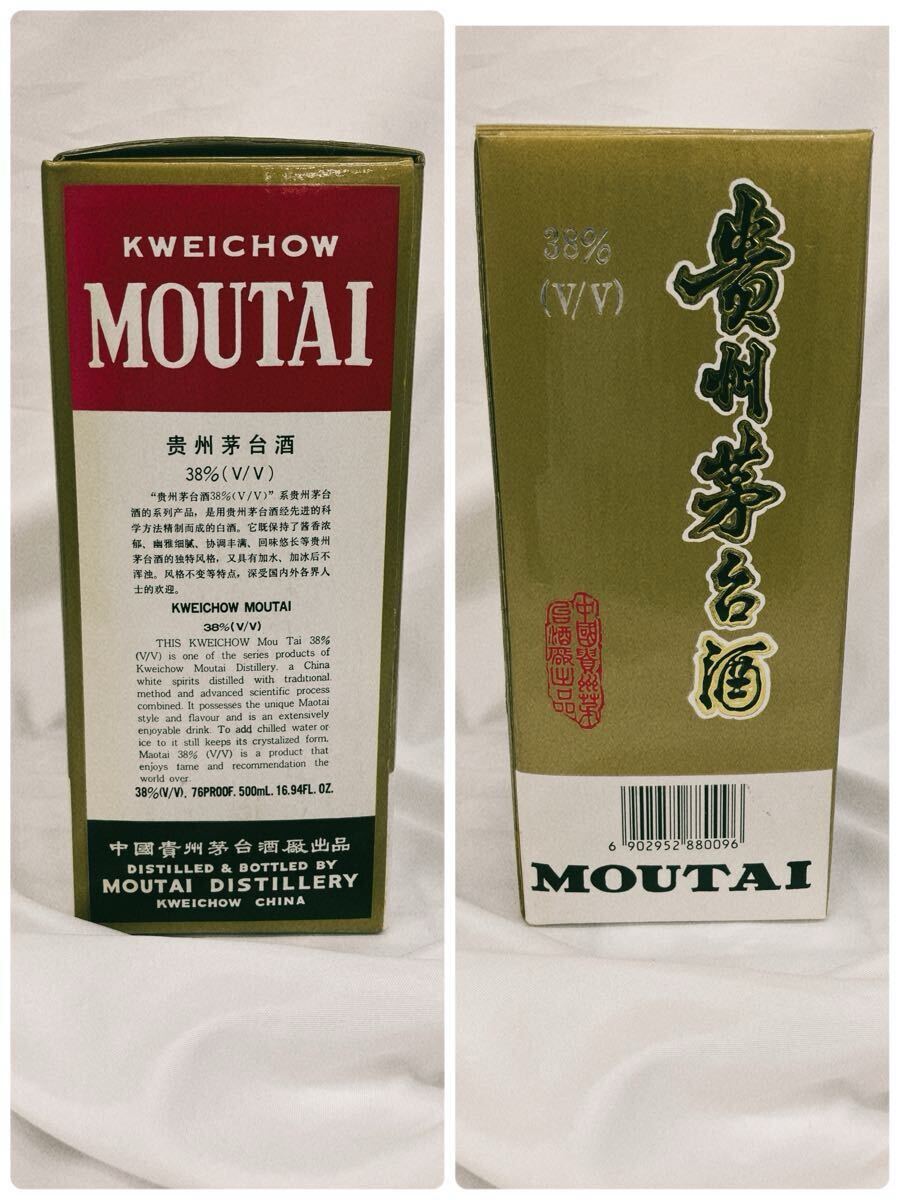 KWEICHOW
MOUTAI
贵州茅台酒
38%(V/V)
“贵州茅台酒38%(V/V)”系贵州茅台
酒的系列产品，是用贵州茅台酒经先进的科
学方法精制而成的白酒。它既保持了酱香浓
郁、幽雅细腻、协调丰满、回味悠长等贵州
茅台酒的独特风格，又具有加水、加冰后不
浑浊。风格不变等特点，深受国内外各界人
士的欢迎。
KWEICHOW MOUTAI
38%(V/V)
THIS KWEICHOW Mou Tai 38%
(V/V) is one of the series products of
Kweichow Moutai Distillery. a China
white spirits distilled with traditional
method and advanced scientific process
combined. It possesses the unique Maotai
style and flavour and is an extensively
enjoyable drink. To add chilled water or
ice to it still keeps its crystalized form.
Maotai 38% (V/V) is a product that
enjoys fame and recommendation the
world over.
38%(V/V). 76PROOF. 500mL. 16.94FL. OZ.
中國貴州茅台酒廠出品
DISTILLED & BOTTLED BY
MOUTAI DISTILLERY
KWEICHOW CHINA
38%
(V/V)
貴州茅台酒
中國貴州茅
台酒廠出品
6 902952 880096
MOUTAI